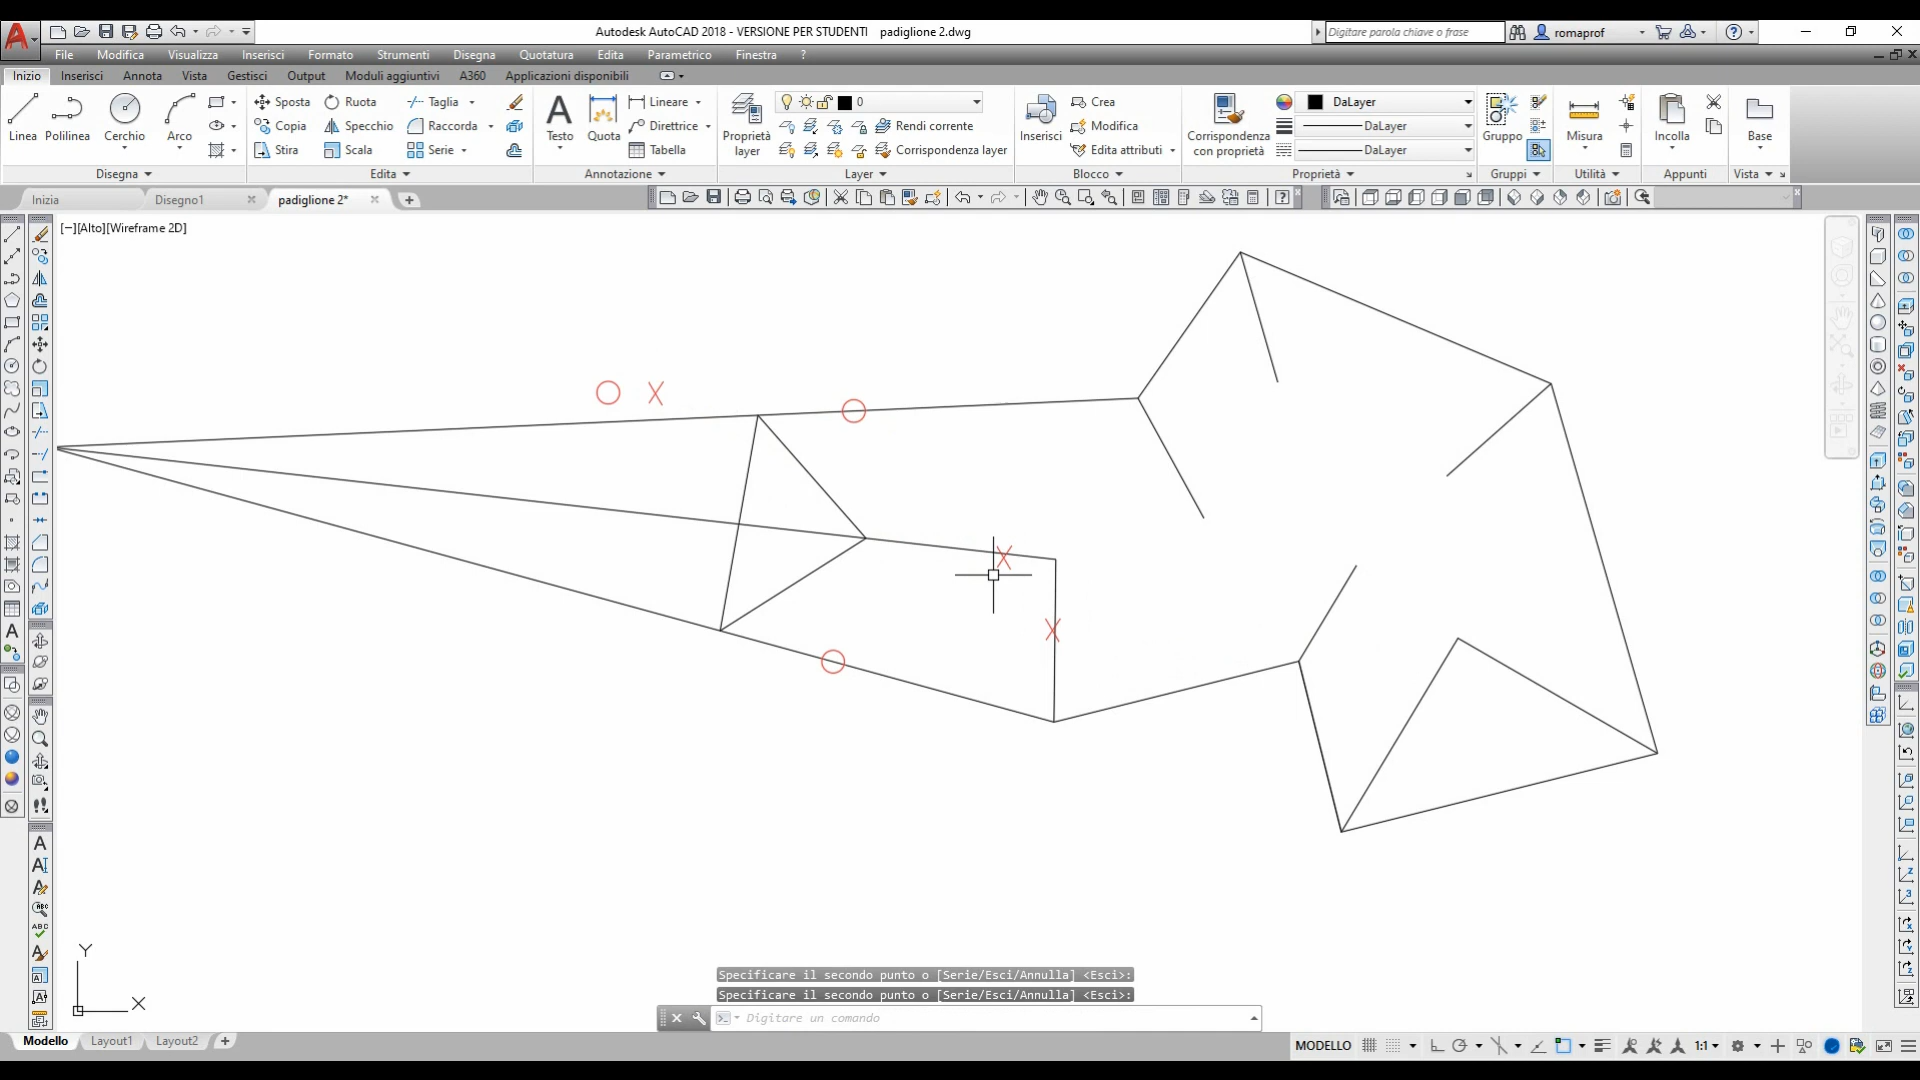 Autodesk AutoCAD 2018 - VERSIONE PER STUDENTI padiglione 2.dwg
Digitare parola chiave o frase
romaprof
File Modifica Visualizza Inserisci Formato Strumenti Disegna Quotatura Edita Parametrico Finestra ?
Inizio Inserisci Annota Vista Gestisci Output Moduli aggiuntivi A360 Applicazioni disponibili
Linea Polilinea Cerchio Arco
Sposta Ruota Taglia
Copia Specchio Raccorda
Stira Scala Serie
Testo Quota
Lineare
Direttrice
Tabella
Proprietà layer
0
Rendi corrente
Corrispondenza layer
Inserisci
Crea
Modifica
Edita attributi
Corrispondenza con proprietà
DaLayer
DaLayer
DaLayer
Gruppo
Misura
Incolla
Base
Disegna Edita Annotazione Layer Blocco Proprietà Gruppi Utilità Appunti Vista
Inizia Disegno1 padiglione 2*
[−][Alto][Wireframe 2D]
X
X
X
Y
X
Specificare il secondo punto o [Serie/Esci/Annulla] <Esci>:
Specificare il secondo punto o [Serie/Esci/Annulla] <Esci>:
Digitare un comando
Modello Layout1 Layout2
MODELLO 1:1